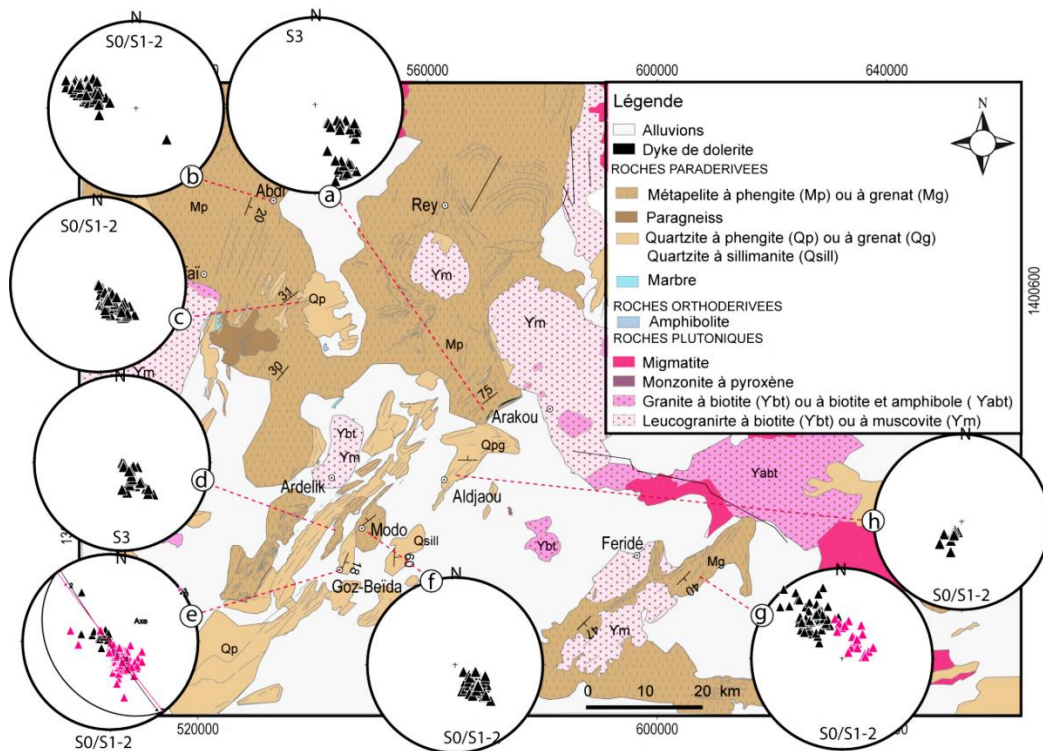 N
S0/S1-2
N
S3
560000
600000
640000
Légende
Alluvions
Dyke de dolerite
ROCHES PARADERIVEES
Métapelite à phengite (Mp) ou à grenat (Mg)
Paragneiss
Quartzite à phengite (Qp) ou à grenat (Qg)
Quartzite à sillimanite (Qsill)
Marbre
ROCHES ORTHODERIVEES
Amphibolite
ROCHES PLUTONIQUES
Migmatite
Monzonite à pyroxène
Granite à biotite (Ybt) ou à biotite et amphibole ( Yabt)
Leucogranirte à biotite (Ybt) ou à muscovite (Ym)
N
1400600
b
Abdi
20
Mp
a
Rey
Ym
N
S0/S1-2
aï
31
Qp
c
Ym
Ym
Mp
30
75
Arakou
N
Ybt
Ym
Qpg
Yabt
N
d
Ardelik
Aldjaou
h
S3
13
Modo
Qsill
Ybt
Feridé
Mg
S0/S1-2
N
Axe
e
18
60
Goz-Beïda
f
N
40
g
N
Qp
47
Ym
S0/S1-2
S0/S1-2
S0/S1-2
0 10 20 km
520000
600000